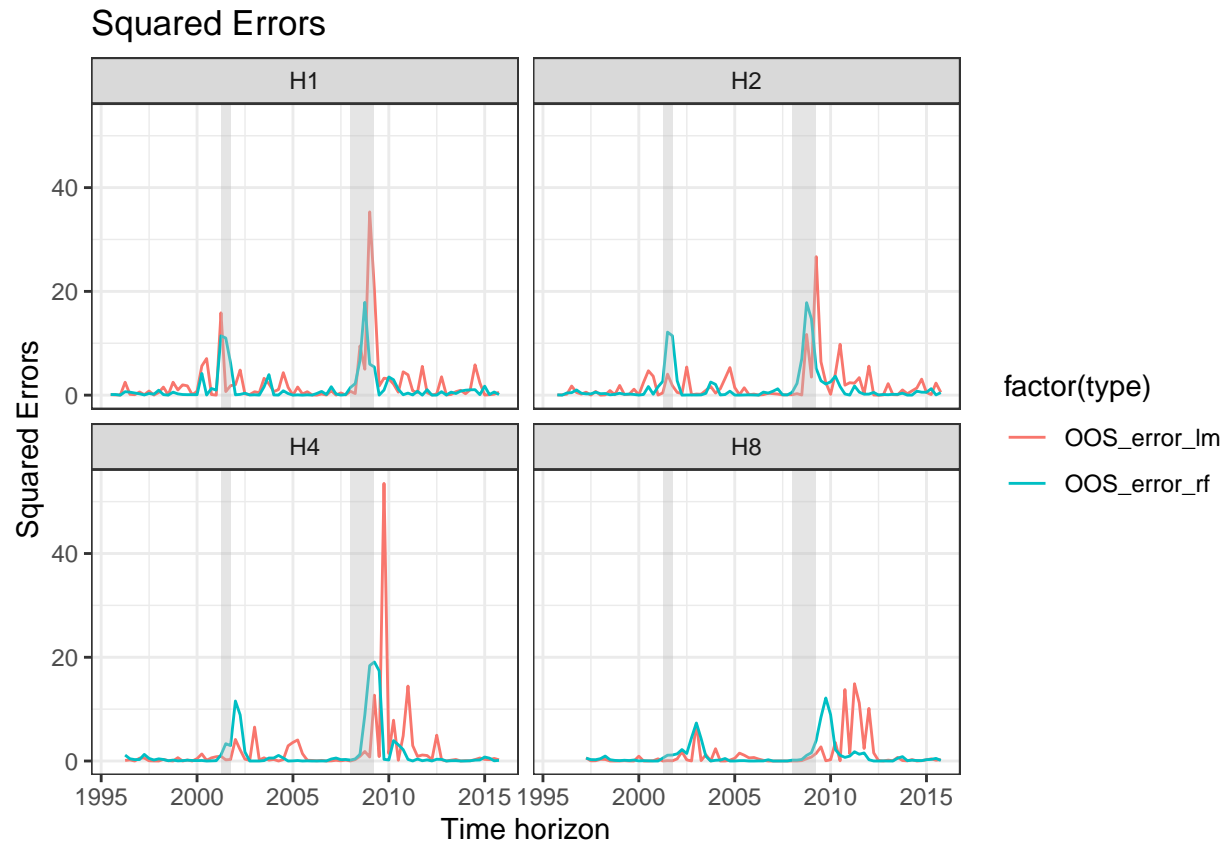 Squared Errors
H1
H2
40
20
0
Squared Errors
H4
H8
40
20
0
1995 2000 2005 2010 2015 1995 2000 2005 2010 2015
Time horizon
factor(type)
OOS_error_lm
OOS_error_rf